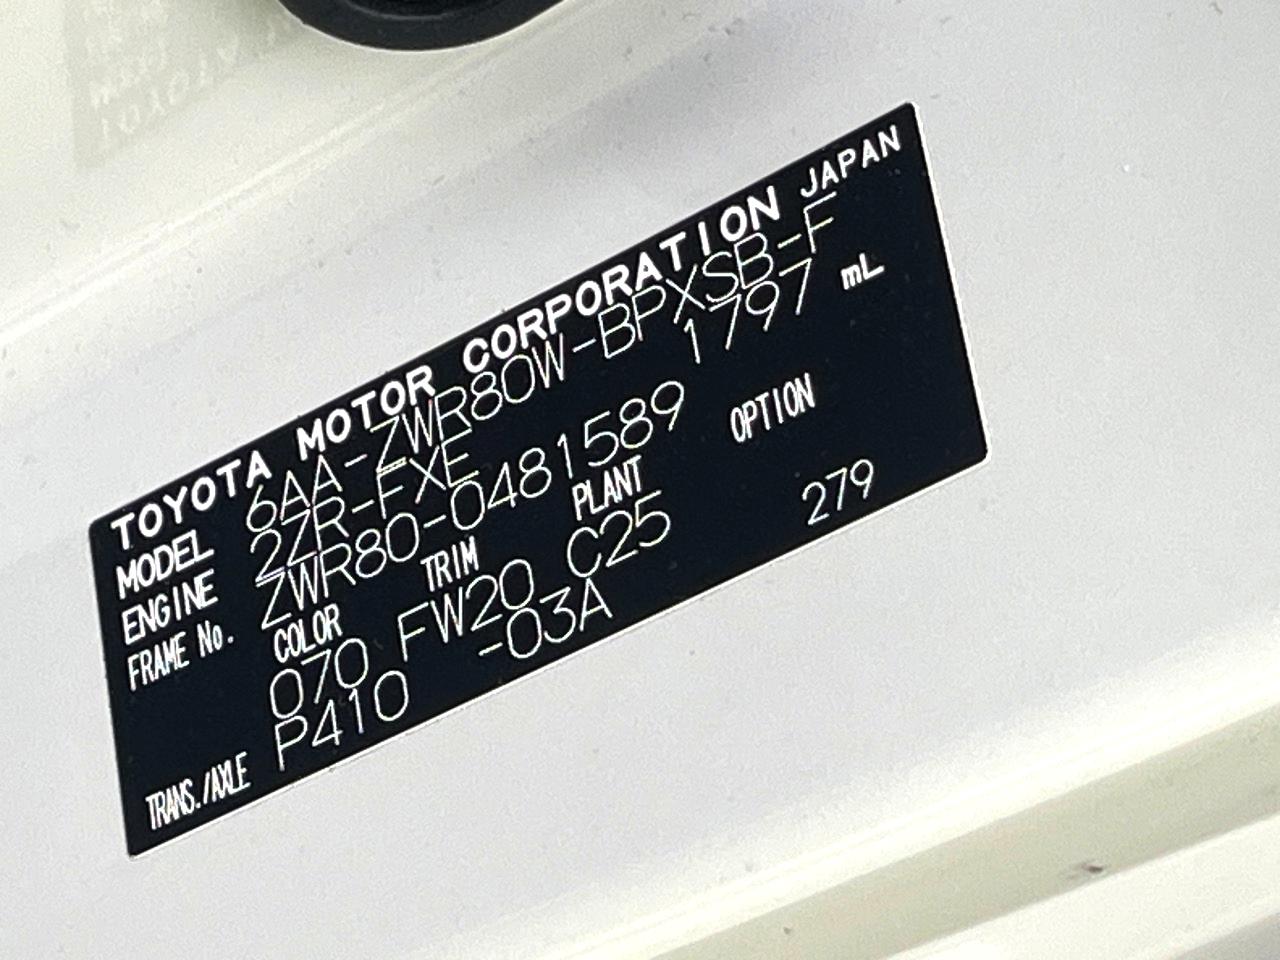 TOYOTA MOTOR CORPORATION JAPAN
MODEL 6AA-ZWR80W-BPXSB-F
ENGINE 2ZR-FXE 1797 mL
FRAME No. ZWR80-0481589
COLOR TRIM PLANT OPTION
070 FW20 C25 279
TRANS./AXLE P410 -03A